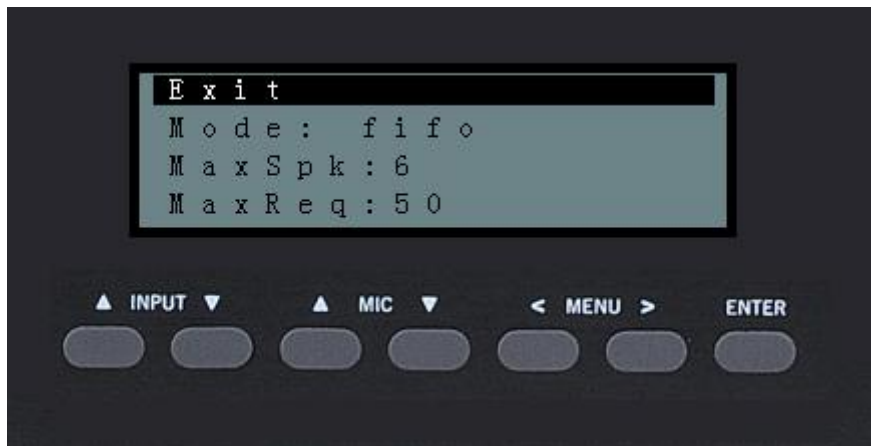 Exit
Mode: fifo
MaxSpk:6
MaxReq:50
▲ INPUT ▼ ▲ MIC ▼ < MENU > ENTER